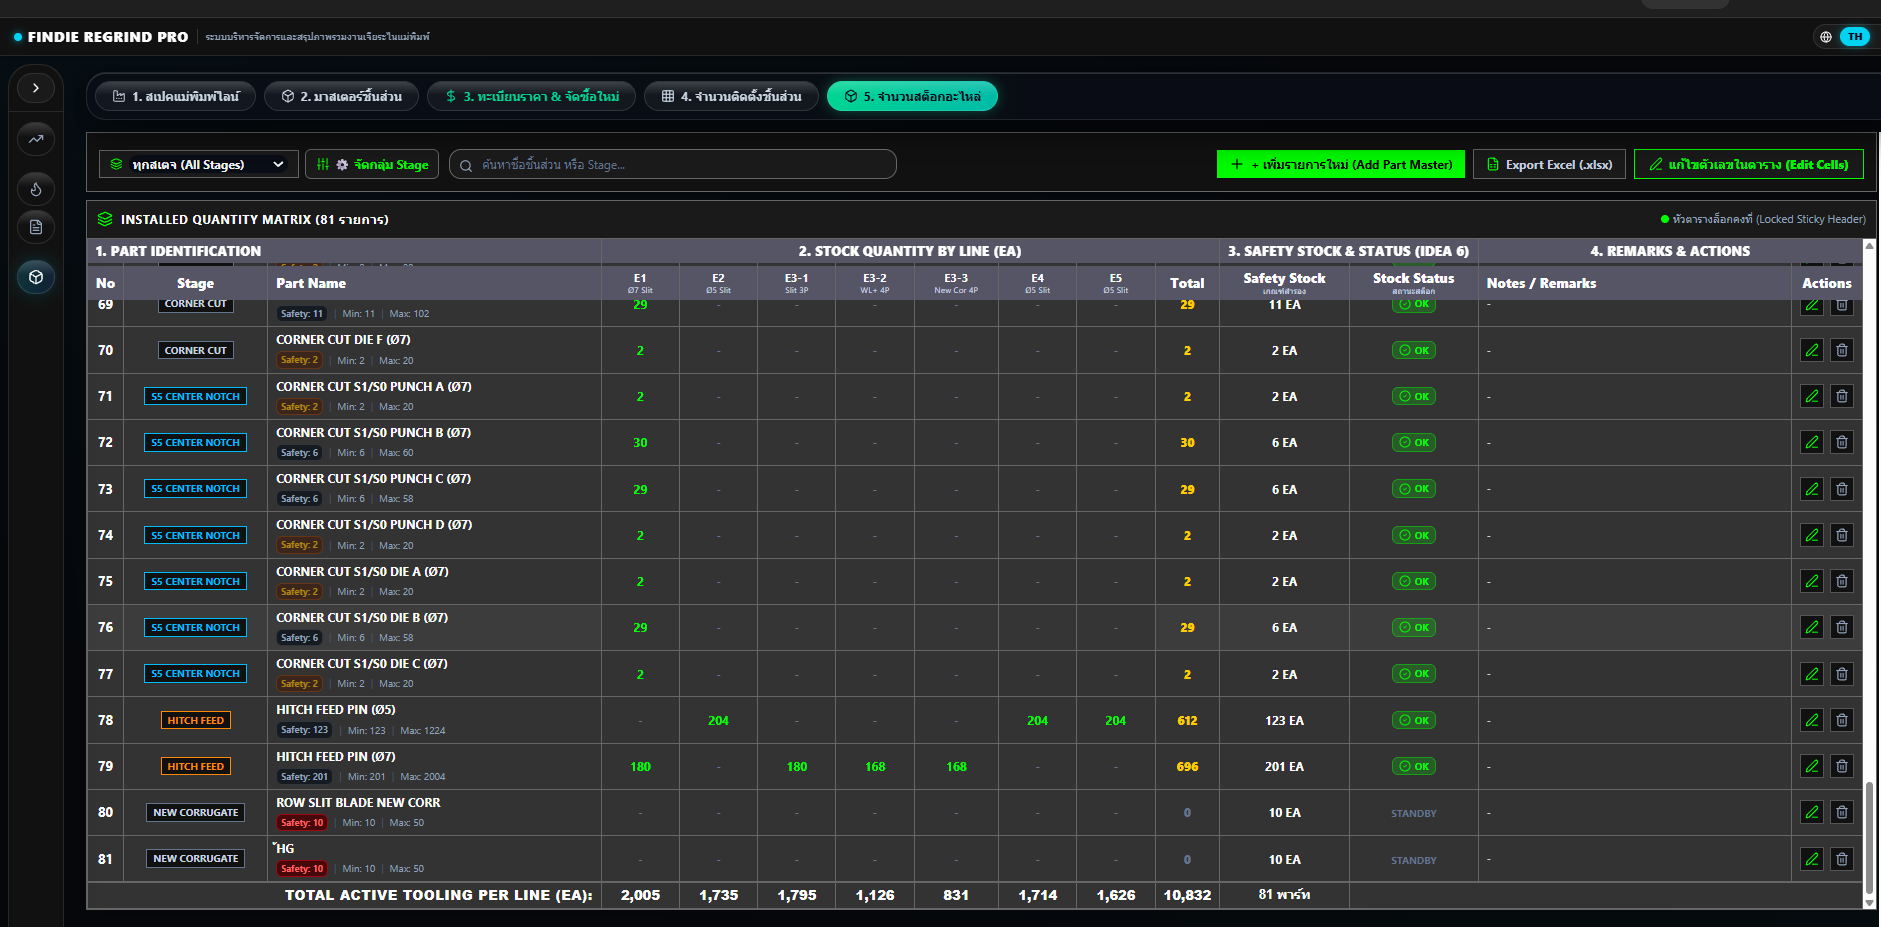 FINDIE REGRIND PRO ระบบบริหารจัดการและสรุปภาพรวมงานเจียระไนแม่พิมพ์
TH
1. สเปคแม่พิมพ์ไลน์ 2. มาสเตอร์ชิ้นส่วน $ 3. ทะเบียนราคา & จัดซื้อใหม่ 4. จำนวนติดตั้งชิ้นส่วน 5. จำนวนสต็อกอะไหล่
ทุกสเตจ (All Stages) จัดกลุ่ม Stage ค้นหาชื่อชิ้นส่วน หรือ Stage... + + เพิ่มรายการใหม่ (Add Part Master) Export Excel (.xlsx) แก้ไขตัวเลขในตาราง (Edit Cells)
INSTALLED QUANTITY MATRIX (81 รายการ) หัวตารางล็อกคงที่ (Locked Sticky Header)
1. PART IDENTIFICATION 2. STOCK QUANTITY BY LINE (EA) 3. SAFETY STOCK & STATUS (IDEA 6) 4. REMARKS & ACTIONS
No Stage Part Name E1 E2 E3-1 E3-2 E3-3 E4 E5 Total Safety Stock Stock Status Notes / Remarks Actions
Ø7 Slit Ø5 Slit Slit 3P WL+ 4P New Cor 4P Ø5 Slit Ø5 Slit เกณฑ์สำรอง สถานะสต็อก
69 CORNER CUT 29 - - - - - - 29 11 EA OK -
Safety: 11 | Min: 11 | Max: 102
70 CORNER CUT CORNER CUT DIE F (Ø7) 2 - - - - - - 2 2 EA OK -
Safety: 2 | Min: 2 | Max: 20
71 S5 CENTER NOTCH CORNER CUT S1/S0 PUNCH A (Ø7) 2 - - - - - - 2 2 EA OK -
Safety: 2 | Min: 2 | Max: 20
72 S5 CENTER NOTCH CORNER CUT S1/S0 PUNCH B (Ø7) 30 - - - - - - 30 6 EA OK -
Safety: 6 | Min: 6 | Max: 60
73 S5 CENTER NOTCH CORNER CUT S1/S0 PUNCH C (Ø7) 29 - - - - - - 29 6 EA OK -
Safety: 6 | Min: 6 | Max: 58
74 S5 CENTER NOTCH CORNER CUT S1/S0 PUNCH D (Ø7) 2 - - - - - - 2 2 EA OK -
Safety: 2 | Min: 2 | Max: 20
75 S5 CENTER NOTCH CORNER CUT S1/S0 DIE A (Ø7) 2 - - - - - - 2 2 EA OK -
Safety: 2 | Min: 2 | Max: 20
76 S5 CENTER NOTCH CORNER CUT S1/S0 DIE B (Ø7) 29 - - - - - - 29 6 EA OK -
Safety: 6 | Min: 6 | Max: 58
77 S5 CENTER NOTCH CORNER CUT S1/S0 DIE C (Ø7) 2 - - - - - - 2 2 EA OK -
Safety: 2 | Min: 2 | Max: 20
78 HITCH FEED HITCH FEED PIN (Ø5) - 204 - - - 204 204 612 123 EA OK -
Safety: 123 | Min: 123 | Max: 1224
79 HITCH FEED HITCH FEED PIN (Ø7) 180 - 180 168 168 - - 696 201 EA OK -
Safety: 201 | Min: 201 | Max: 2004
80 NEW CORRUGATE ROW SLIT BLADE NEW CORR - - - - - - - 0 10 EA STANDBY -
Safety: 10 | Min: 10 | Max: 50
81 NEW CORRUGATE ้HG - - - - - - - 0 10 EA STANDBY -
Safety: 10 | Min: 10 | Max: 50
TOTAL ACTIVE TOOLING PER LINE (EA): 2,005 1,735 1,795 1,126 831 1,714 1,626 10,832 81 พาร์ท